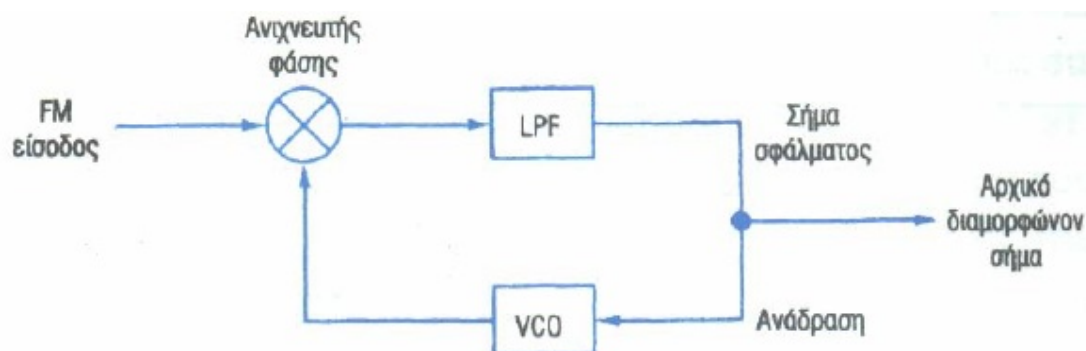 Ανιχνευτής
φάσης
FM
είσοδος
LPF
Σήμα
σφάλματος
Αρχικό
διαμορφώνον
σήμα
VCO
Ανάδραση